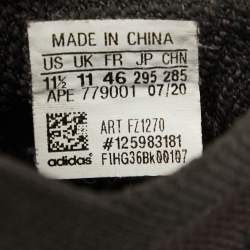 MADE IN CHINA
US UK FR JP CHN
11½ 11 46 295 285
APE 779001 07/20
ART FZ1270
#125983181
adidas® F1HG36Bk00107